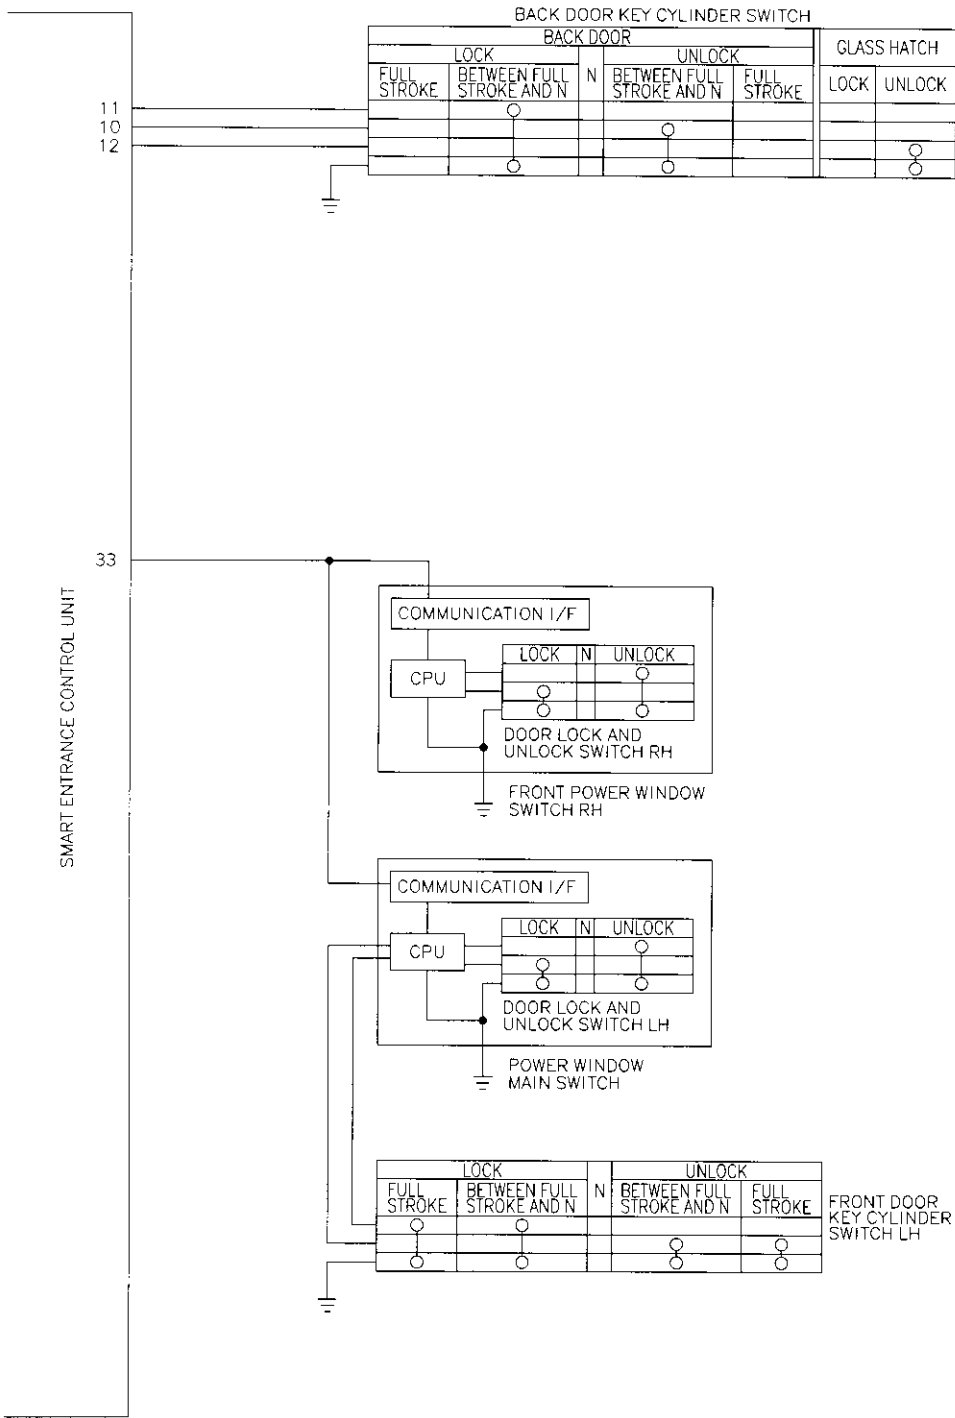 BACK DOOR KEY CYLINDER SWITCH
BACK DOOR
GLASS HATCH
LOCK
N
UNLOCK
FULL
STROKE
BETWEEN FULL
STROKE AND N
BETWEEN FULL
STROKE AND N
FULL
STROKE
LOCK
UNLOCK
11
10
12
33
SMART ENTRANCE CONTROL UNIT
COMMUNICATION I/F
CPU
LOCK
N
UNLOCK
DOOR LOCK AND
UNLOCK SWITCH RH
FRONT POWER WINDOW
SWITCH RH
COMMUNICATION I/F
CPU
LOCK
N
UNLOCK
DOOR LOCK AND
UNLOCK SWITCH LH
POWER WINDOW
MAIN SWITCH
LOCK
N
UNLOCK
FULL
STROKE
BETWEEN FULL
STROKE AND N
BETWEEN FULL
STROKE AND N
FULL
STROKE
FRONT DOOR
KEY CYLINDER
SWITCH LH